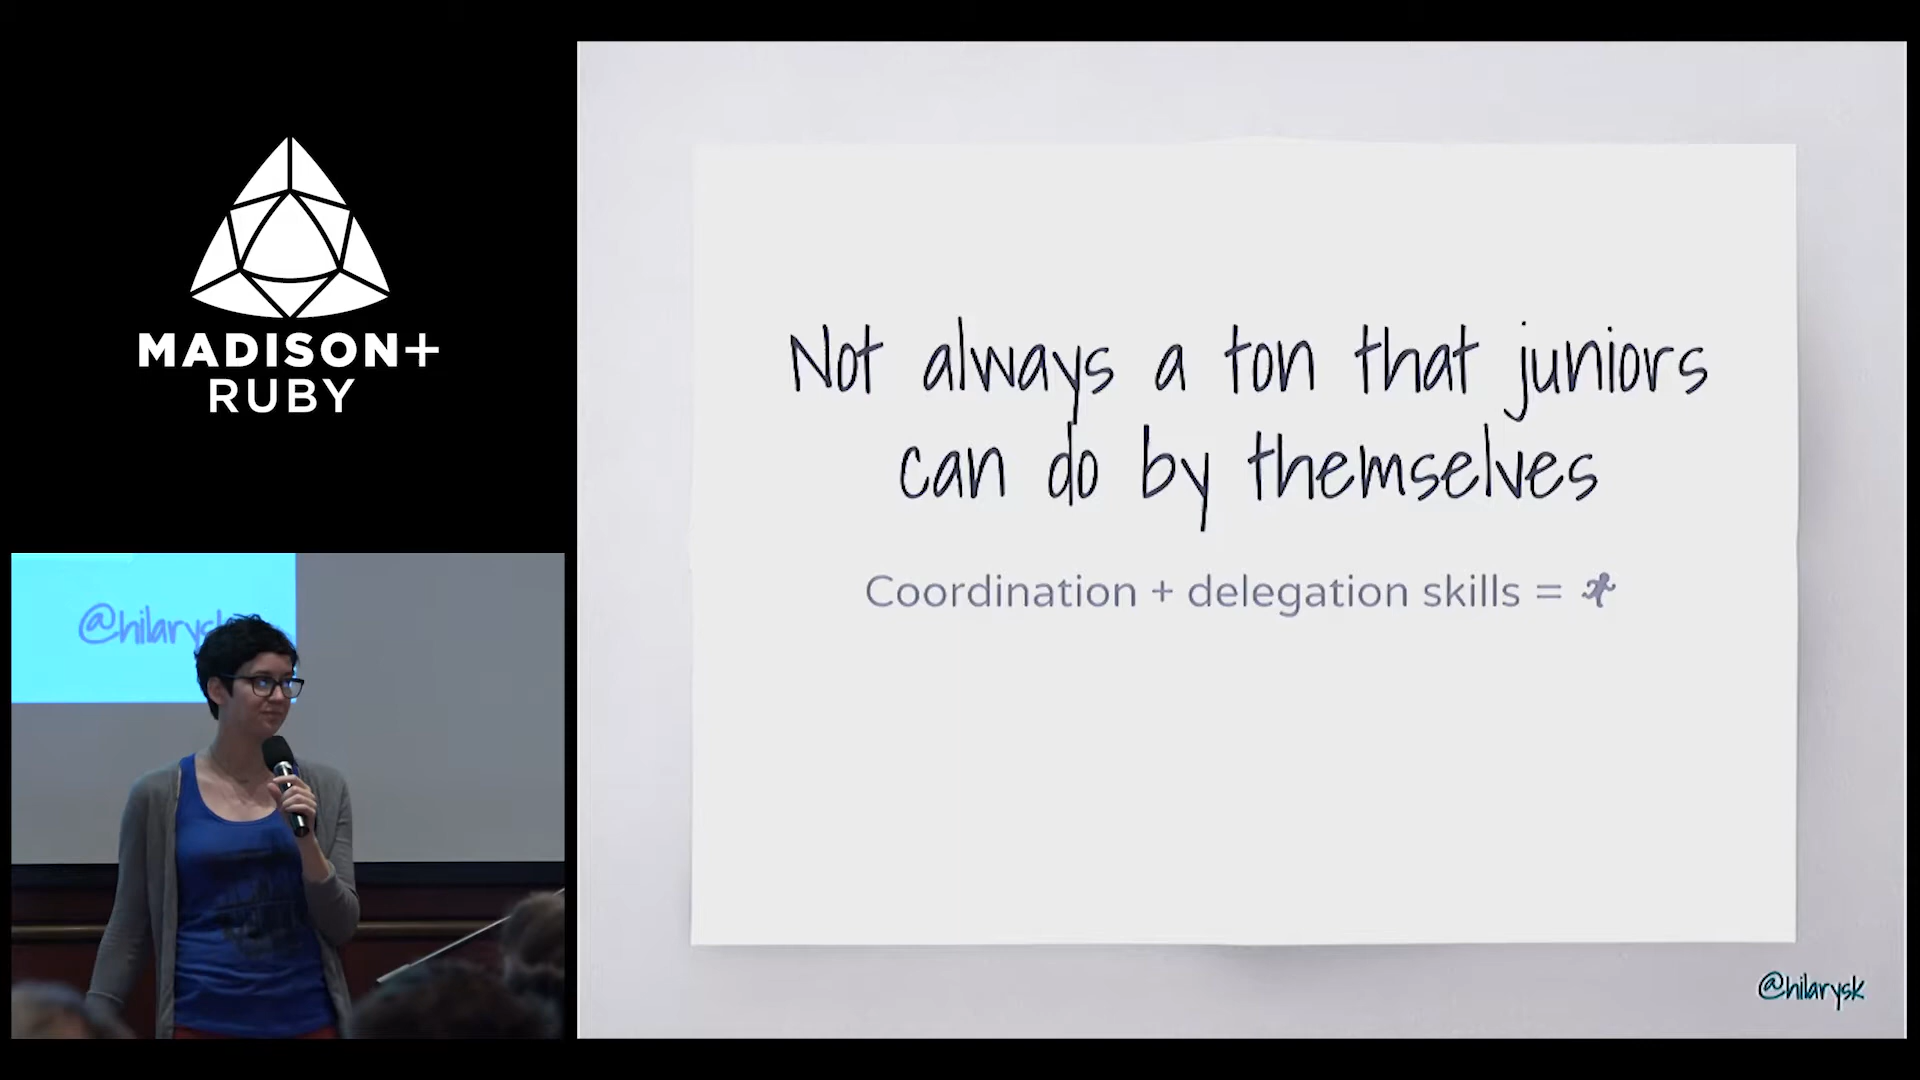 MADISON+
RUBY
@hilarysk
Not always a ton that juniors
can do by themselves
Coordination + delegation skills =
@hilarysk